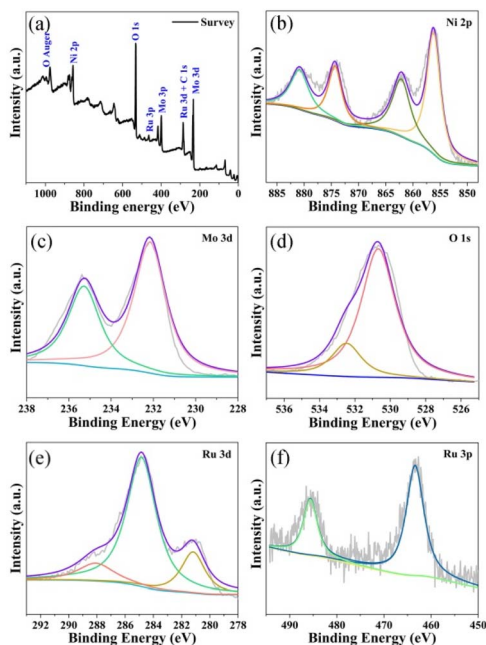 (a)
Survey
O Auger
Ni 2p
O 1s
Ru 3p
Mo 3p
Ru 3d + C 1s
Mo 3d
Intensity (a.u.)
1000 800 600 400 200 0
Binding energy (eV)
(b)
Ni 2p
Intensity (a.u.)
885 880 875 870 865 860 855 850
Binding energy (eV)
(c)
Mo 3d
Intensity (a.u.)
238 236 234 232 230 228
Binding Energy (eV)
(d)
O 1s
Intensity (a.u.)
536 534 532 530 528 526
Binding Energy (eV)
(e)
Ru 3d
Intensity (a.u.)
292 290 288 286 284 282 280 278
Binding Energy (eV)
(f)
Ru 3p
Intensity (a.u.)
490 480 470 460 450
Binding Energy (eV)